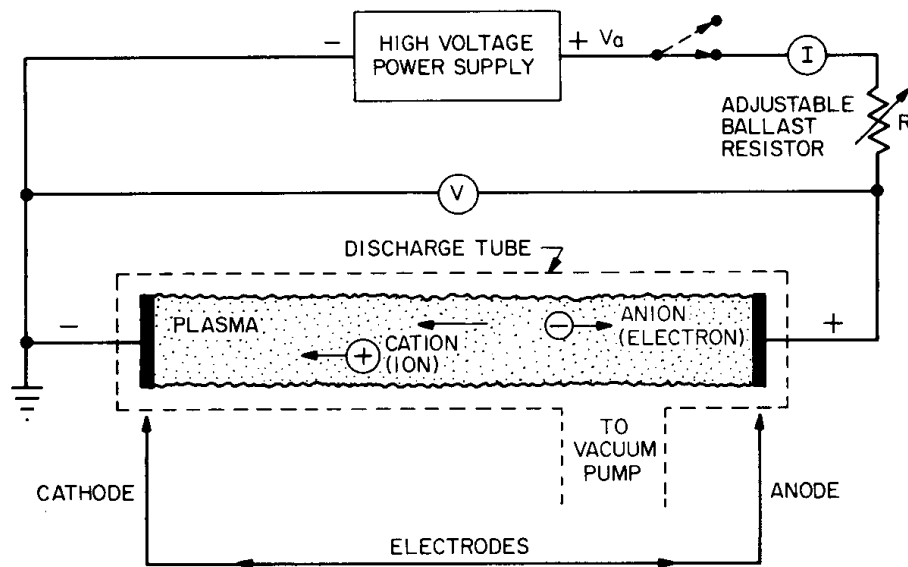 HIGH VOLTAGE
POWER SUPPLY
−
+ Va
I
ADJUSTABLE
BALLAST
RESISTOR
R
V
DISCHARGE TUBE
−
PLASMA
+
CATION
(ION)
−
ANION
(ELECTRON)
+
TO
VACUUM
PUMP
CATHODE
ANODE
ELECTRODES